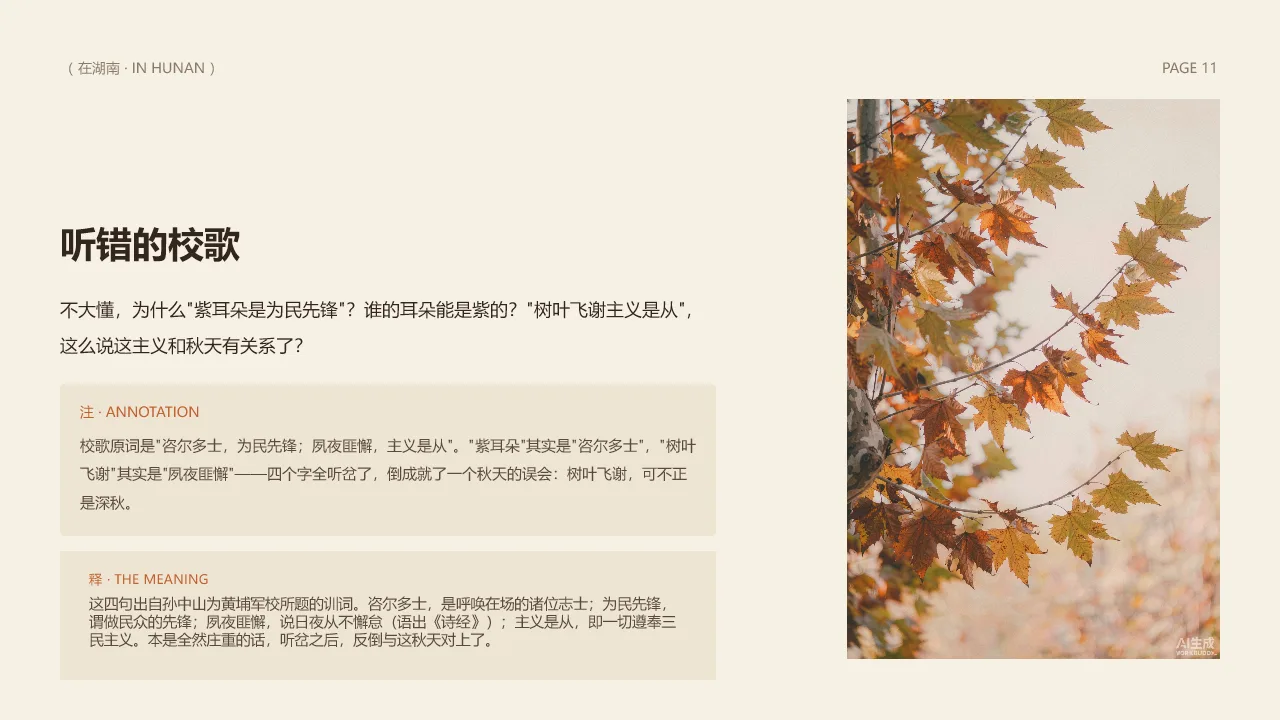 （ 在湖南 · IN HUNAN ）
PAGE 11
听错的校歌
不大懂，为什么"紫耳朵是为民先锋"？谁的耳朵能是紫的？"树叶飞谢主义是从"，
这么说这主义和秋天有关系了？
注 · ANNOTATION
校歌原词是"咨尔多士，为民先锋；夙夜匪懈，主义是从"。"紫耳朵"其实是"咨尔多士"，"树叶
飞谢"其实是"夙夜匪懈"——四个字全听岔了，倒成就了一个秋天的误会：树叶飞谢，可不正
是深秋。
释 · THE MEANING
这四句出自孙中山为黄埔军校所题的训词。咨尔多士，是呼唤在场的诸位志士；为民先锋，
谓做民众的先锋；夙夜匪懈，说日夜从不懈怠（语出《诗经》）；主义是从，即一切遵奉三
民主义。本是全然庄重的话，听岔之后，反倒与这秋天对上了。
AI生成